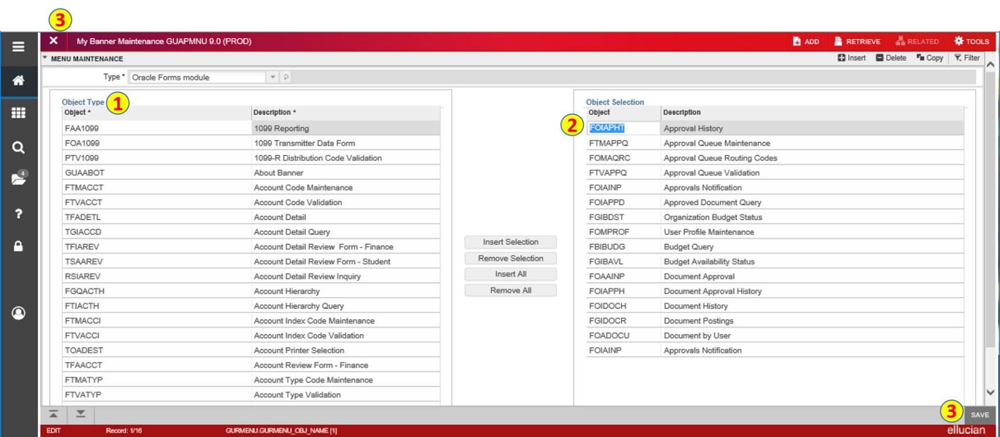 3
My Banner Maintenance GUAPMNU 9.0 (PROD) ADD RETRIEVE RELATED TOOLS
MENU MAINTENANCE Insert Delete Copy Filter
Type * Oracle Forms module
Object Type 1 Object Selection
Object * Description * Object Description
FAA1099 1099 Reporting 2 FOIAPHT Approval History
FOA1099 1099 Transmitter Data Form FTMAPPQ Approval Queue Maintenance
PTV1099 1099-R Distribution Code Validation FOMAQRC Approval Queue Routing Codes
4 GUAABOT About Banner FTVAPPQ Approval Queue Validation
FTMACCT Account Code Maintenance FOIAINP Approvals Notification
FTVACCT Account Code Validation FOIAPPD Approved Document Query
? TFADETL Account Detail FGIBDST Organization Budget Status
TGIACCD Account Detail Query FOMPROF User Profile Maintenance
TFIAREV Account Detail Review Form - Finance Insert Selection FBIBUDG Budget Query
TSAAREV Account Detail Review Form - Student Remove Selection FGIBAVL Budget Availability Status
RSIAREV Account Detail Review Inquiry Insert All FOAAINP Document Approval
FGQACTH Account Hierarchy Remove All FOIAPPH Document Approval History
FTIACTH Account Hierarchy Query FOIDOCH Document History
FTMACCI Account Index Code Maintenance FGIDOCR Document Postings
FTVACCI Account Index Code Validation FOADOCU Document by User
TOADEST Account Printer Selection FOIAINP Approvals Notification
TFAACCT Account Review Form - Finance
FTMATYP Account Type Code Maintenance
FTVATYP Account Type Validation
3 SAVE
EDIT Record: 1/16 GURMENU.GURMENU_OBJ_NAME [1] ellucian